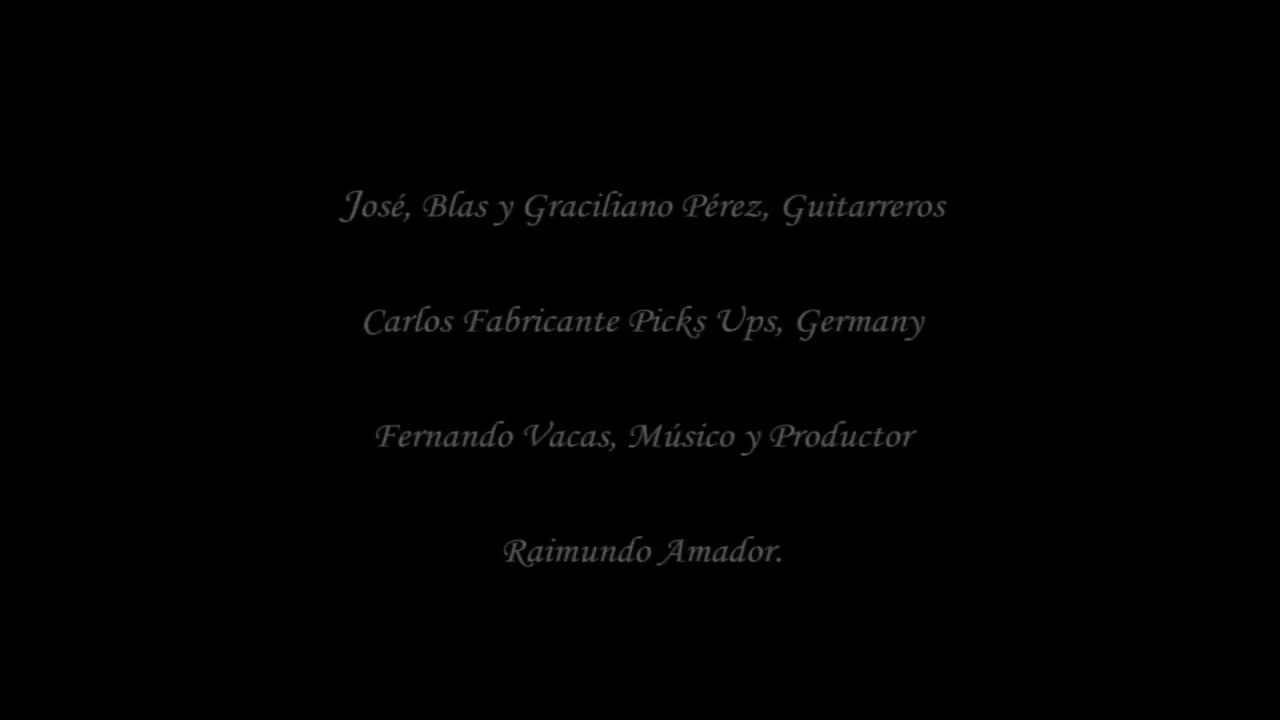 José, Blas y Graciliano Pérez, Guitarreros
Carlos Fabricante Picks Ups, Germany
Fernando Vacas, Músico y Productor
Raimundo Amador.